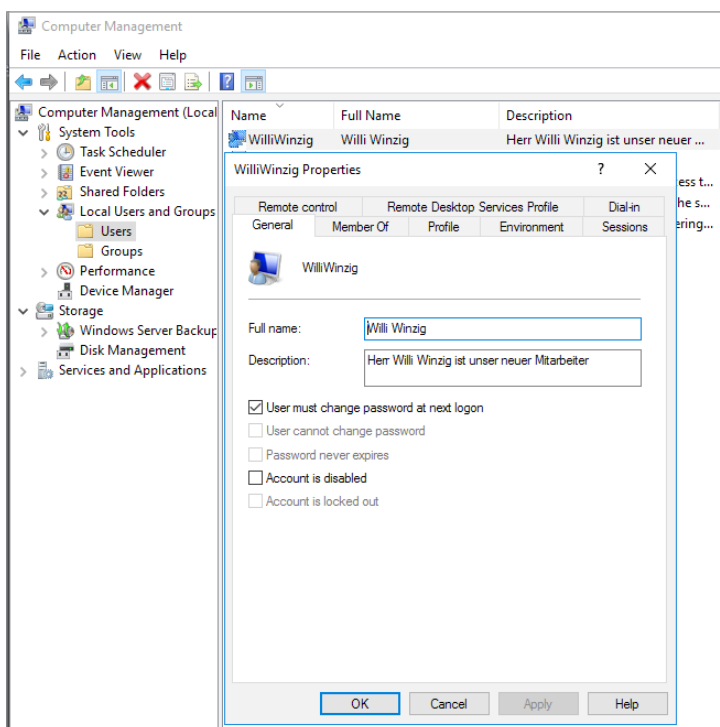 Computer Management
File Action View Help
Computer Management (Local
System Tools
Task Scheduler
Event Viewer
Shared Folders
Local Users and Groups
Users
Groups
Performance
Device Manager
Storage
Windows Server Backup
Disk Management
Services and Applications
Name Full Name Description
WilliWinzig Willi Winzig Herr Willi Winzig ist unser neuer ...
ess t...
he s...
ering...
WilliWinzig Properties
? X
Remote control Remote Desktop Services Profile Dial-in
General Member Of Profile Environment Sessions
WilliWinzig
Full name: Willi Winzig
Description: Herr Willi Winzig ist unser neuer Mitarbeiter
User must change password at next logon
User cannot change password
Password never expires
Account is disabled
Account is locked out
OK Cancel Apply Help